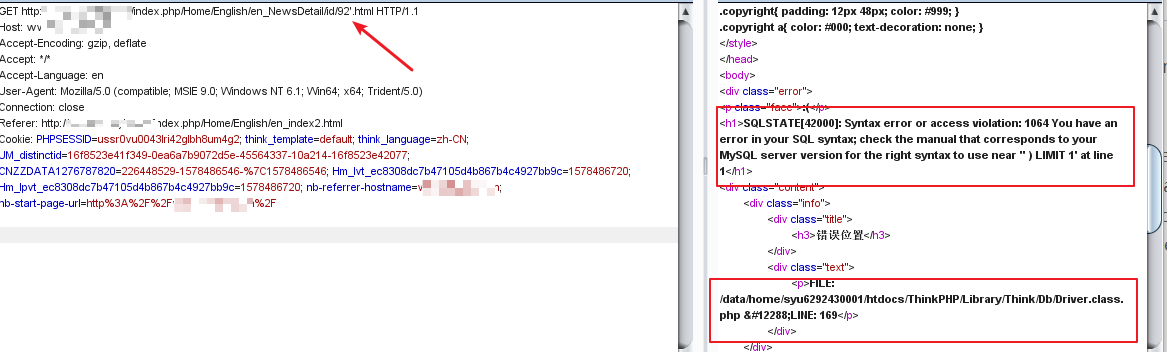 GET http: /index.php/Home/English/en_NewsDetail/id/92'.html HTTP/1.1
Host: wv
Accept-Encoding: gzip, deflate
Accept: */*
Accept-Language: en
User-Agent: Mozilla/5.0 (compatible; MSIE 9.0; Windows NT 6.1; Win64; x64; Trident/5.0)
Connection: close
Referer: http:/ index.php/Home/English/en_index2.html
Cookie: PHPSESSID=ussr0vu0043lri42glbh8um4g2; think_template=default; think_language=zh-CN;
UM_distinctid=16f8523e41f349-0ea6a7b9072d5e-45564337-10a214-16f8523e42077;
CNZZDATA1276787820=226448529-1578486546-%7C1578486546; Hm_lvt_ec8308dc7b47105d4b867b4c4927bb9c=1578486720;
Hm_lpvt_ec8308dc7b47105d4b867b4c4927bb9c=1578486720; nb-referrer-hostname=
nb-start-page-url=http%3A%2F%2F %2F
.copyright{ padding: 12px 48px; color: #999; }
.copyright a{ color: #000; text-decoration: none; }
</style>
</head>
<body>
<div class="error">
<p class="face">:(</p>
<h1>SQLSTATE[42000]: Syntax error or access violation: 1064 You have an
error in your SQL syntax; check the manual that corresponds to your
MySQL server version for the right syntax to use near '' ) LIMIT 1' at line
1</h1>
<div class="content">
<div class="info">
<div class="title">
<h3>错误位置</h3>
</div>
<div class="text">
<p>FILE:
/data/home/syu6292430001/htdocs/ThinkPHP/Library/Think/Db/Driver.class.
php &#12288;LINE: 169</p>
</div>
</div>